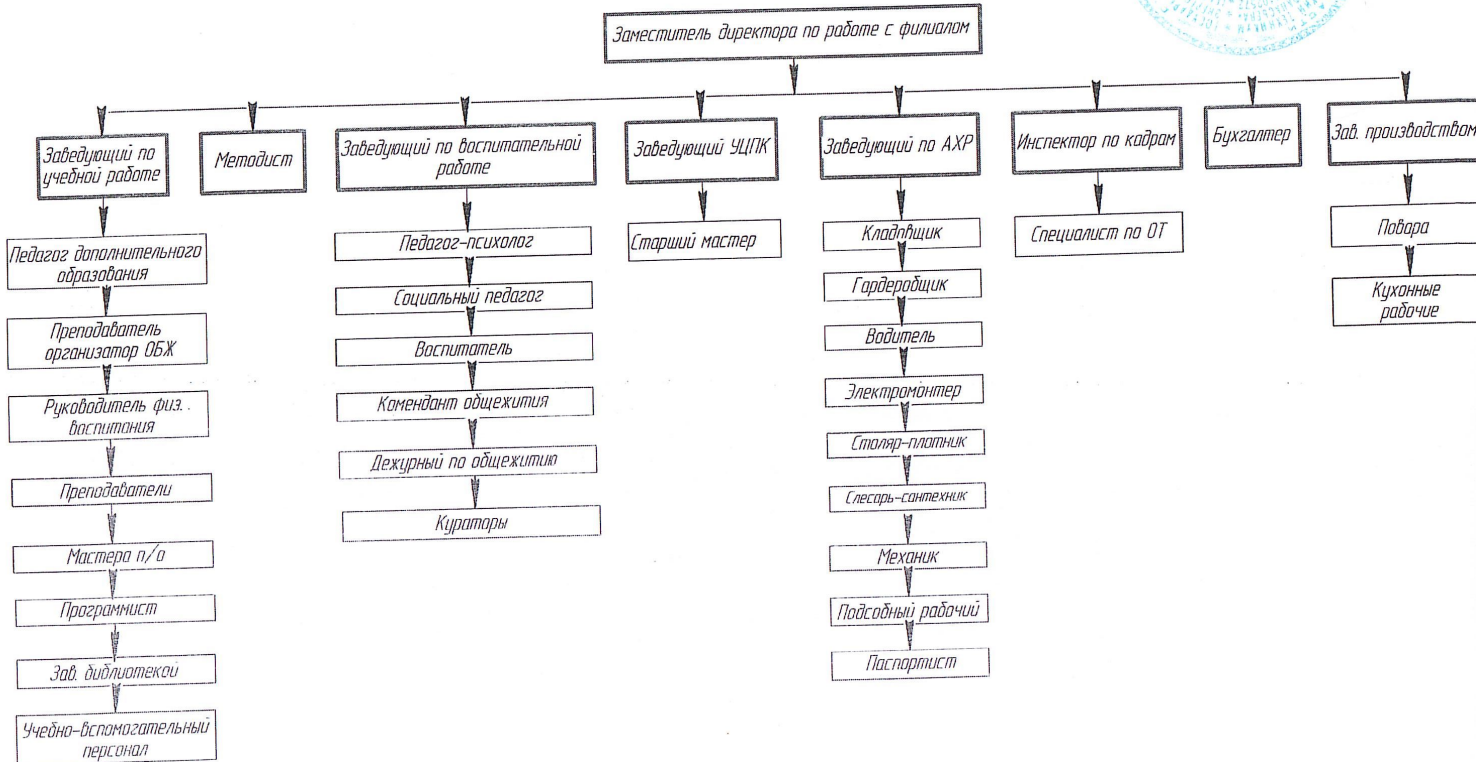 Заместитель директора по работе с филиалом
Заведующий по
учебной работе
Методист
Заведующий по воспитательной
работе
Заведующий УЦПК
Заведующий по АХР
Инспектор по кадрам
Бухгалтер
Зав. производством
Педагог дополнительного
образования
Преподаватель
организатор ОБЖ
Руководитель физ.
воспитания
Преподаватели
Мастера п/о
Программист
Зав. библиотекой
Учебно-вспомогательный
персонал
Педагог-психолог
Социальный педагог
Воспитатель
Комендант общежития
Дежурный по общежитию
Кураторы
Старший мастер
Кладовщик
Гардеробщик
Водитель
Электромонтер
Столяр-плотник
Слесарь-сантехник
Механик
Подсобный рабочий
Паспортист
Специалист по ОТ
Повара
Кухонные
рабочие